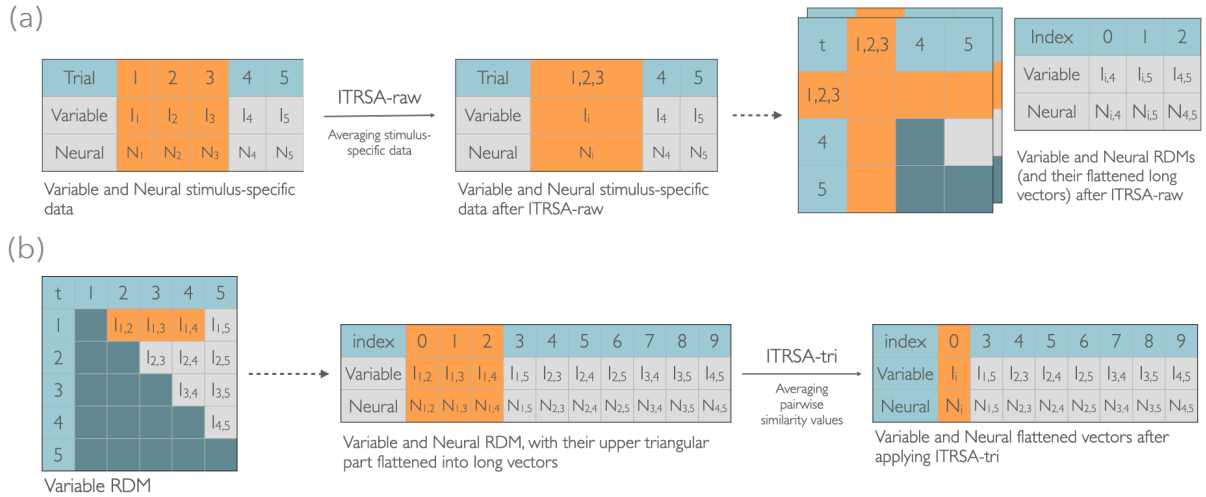 (a)
Trial 1 2 3 4 5
Variable I₁ I₂ I₃ I₄ I₅
Neural N₁ N₂ N₃ N₄ N₅
Variable and Neural stimulus-specific
data
ITRSA-raw
Averaging stimulus-
specific data
Trial 1,2,3 4 5
Variable Iᵢ I₄ I₅
Neural Nᵢ N₄ N₅
Variable and Neural stimulus-specific
data after ITRSA-raw
t 1,2,3 4 5
1,2,3
4
5
Index 0 1 2
Variable Iᵢ,₄ Iᵢ,₅ I₄,₅
Neural Nᵢ,₄ Nᵢ,₅ N₄,₅
Variable and Neural RDMs
(and their flattened long
vectors) after ITRSA-raw
(b)
t 1 2 3 4 5
1 I₁,₂ I₁,₃ I₁,₄ I₁,₅
2 I₂,₃ I₂,₄ I₂,₅
3 I₃,₄ I₃,₅
4 I₄,₅
5
Variable RDM
index 0 1 2 3 4 5 6 7 8 9
Variable I₁,₂ I₁,₃ I₁,₄ I₁,₅ I₂,₃ I₂,₄ I₂,₅ I₃,₄ I₃,₅ I₄,₅
Neural N₁,₂ N₁,₃ N₁,₄ N₁,₅ N₂,₃ N₂,₄ N₂,₅ N₃,₄ N₃,₅ N₄,₅
Variable and Neural RDM, with their upper triangular
part flattened into long vectors
ITRSA-tri
Averaging
pairwise
similarity values
index 0 3 4 5 6 7 8 9
Variable Iᵢ I₁,₅ I₂,₃ I₂,₄ I₂,₅ I₃,₄ I₃,₅ I₄,₅
Neural Nᵢ N₁,₅ N₂,₃ N₂,₄ N₂,₅ N₃,₄ N₃,₅ N₄,₅
Variable and Neural flattened vectors after
applying ITRSA-tri